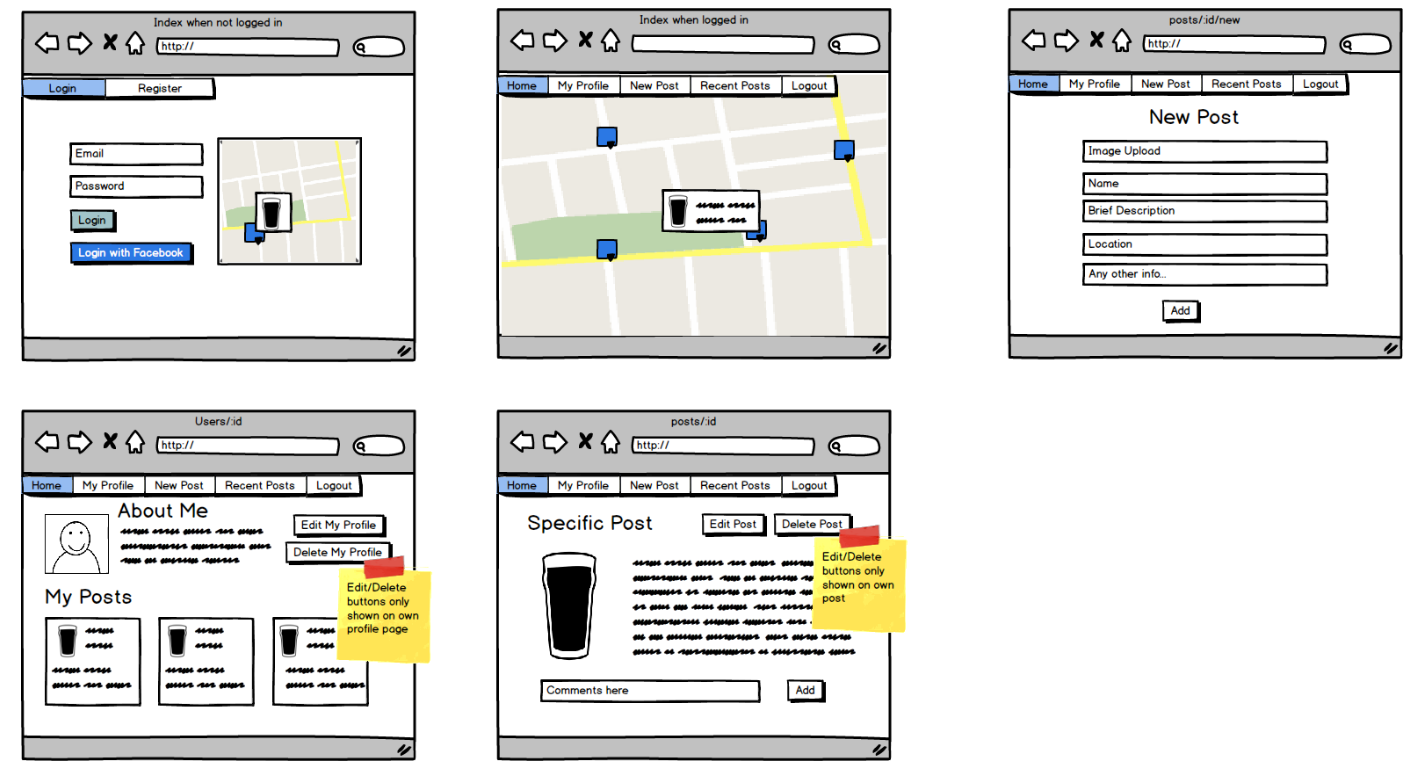 Index when not logged in
http://
Login Register
Email
Password
Login
Login with Facebook
Index when logged in
Home My Profile New Post Recent Posts Logout
posts/:id/new
http://
Home My Profile New Post Recent Posts Logout
New Post
Image Upload
Name
Brief Description
Location
Any other info...
Add
Users/:id
http://
Home My Profile New Post Recent Posts Logout
About Me
Edit My Profile
Delete My Profile
Edit/Delete
buttons only
shown on own
profile page
My Posts
posts/:id
http://
Home My Profile New Post Recent Posts Logout
Specific Post
Edit Post Delete Post
Edit/Delete
buttons only
shown on own
post
Comments here
Add